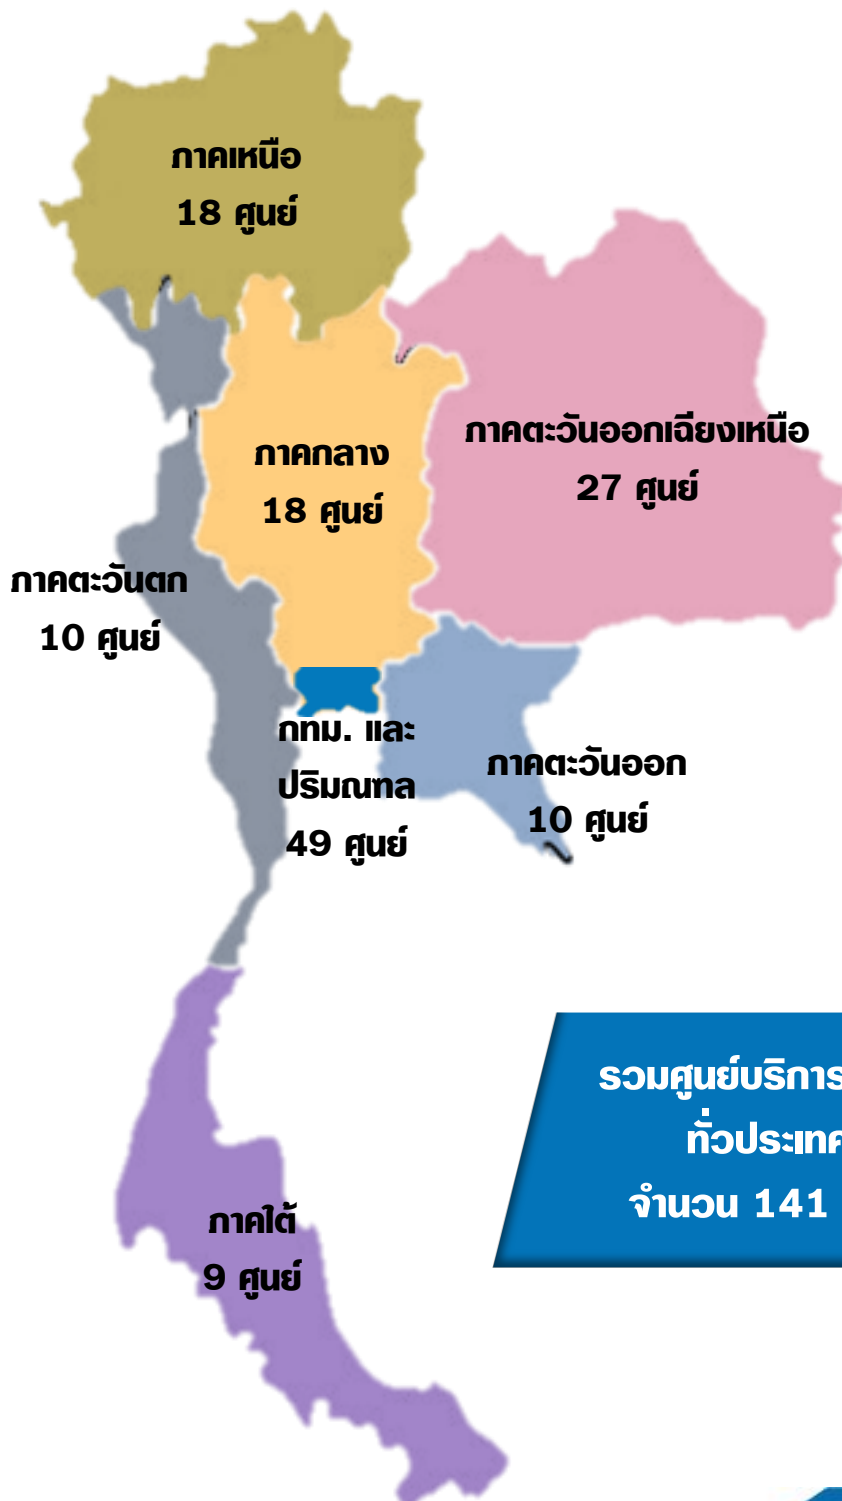 ภาคเหนือ
18 ศูนย์
ภาคตะวันออกเฉียงเหนือ
27 ศูนย์
ภาคกลาง
18 ศูนย์
ภาคตะวันตก
10 ศูนย์
กทม. และ
ปริมณฑล
49 ศูนย์
ภาคตะวันออก
10 ศูนย์
รวมศูนย์บริการ
ทั่วประเทศ
จำนวน 141
ภาคใต้
9 ศูนย์